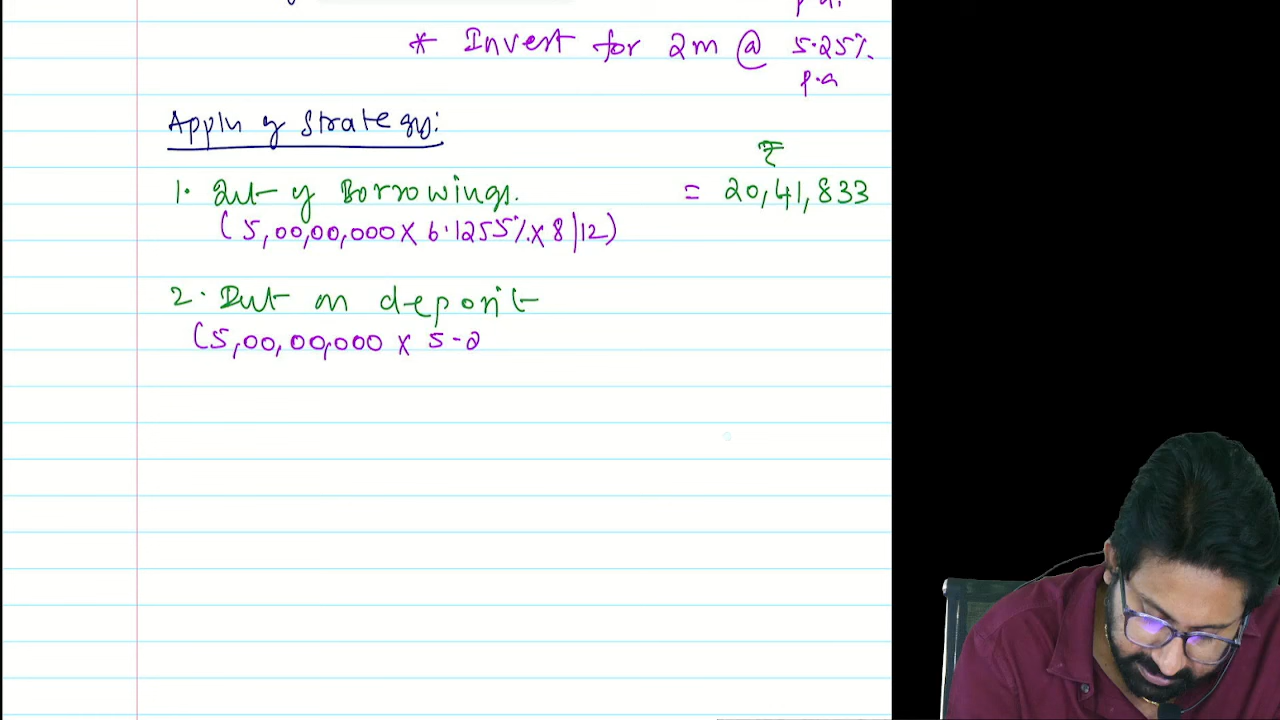 p.a.
* Invest for 2m @ 5.25%
p.a
Appln of Strategy:
₹
1. Int of Borrowings. = 20,41,833
(5,00,00,000 X 6.1255% X 8/12)
2. Int on deposit
(5,00,00,000 X 5.2